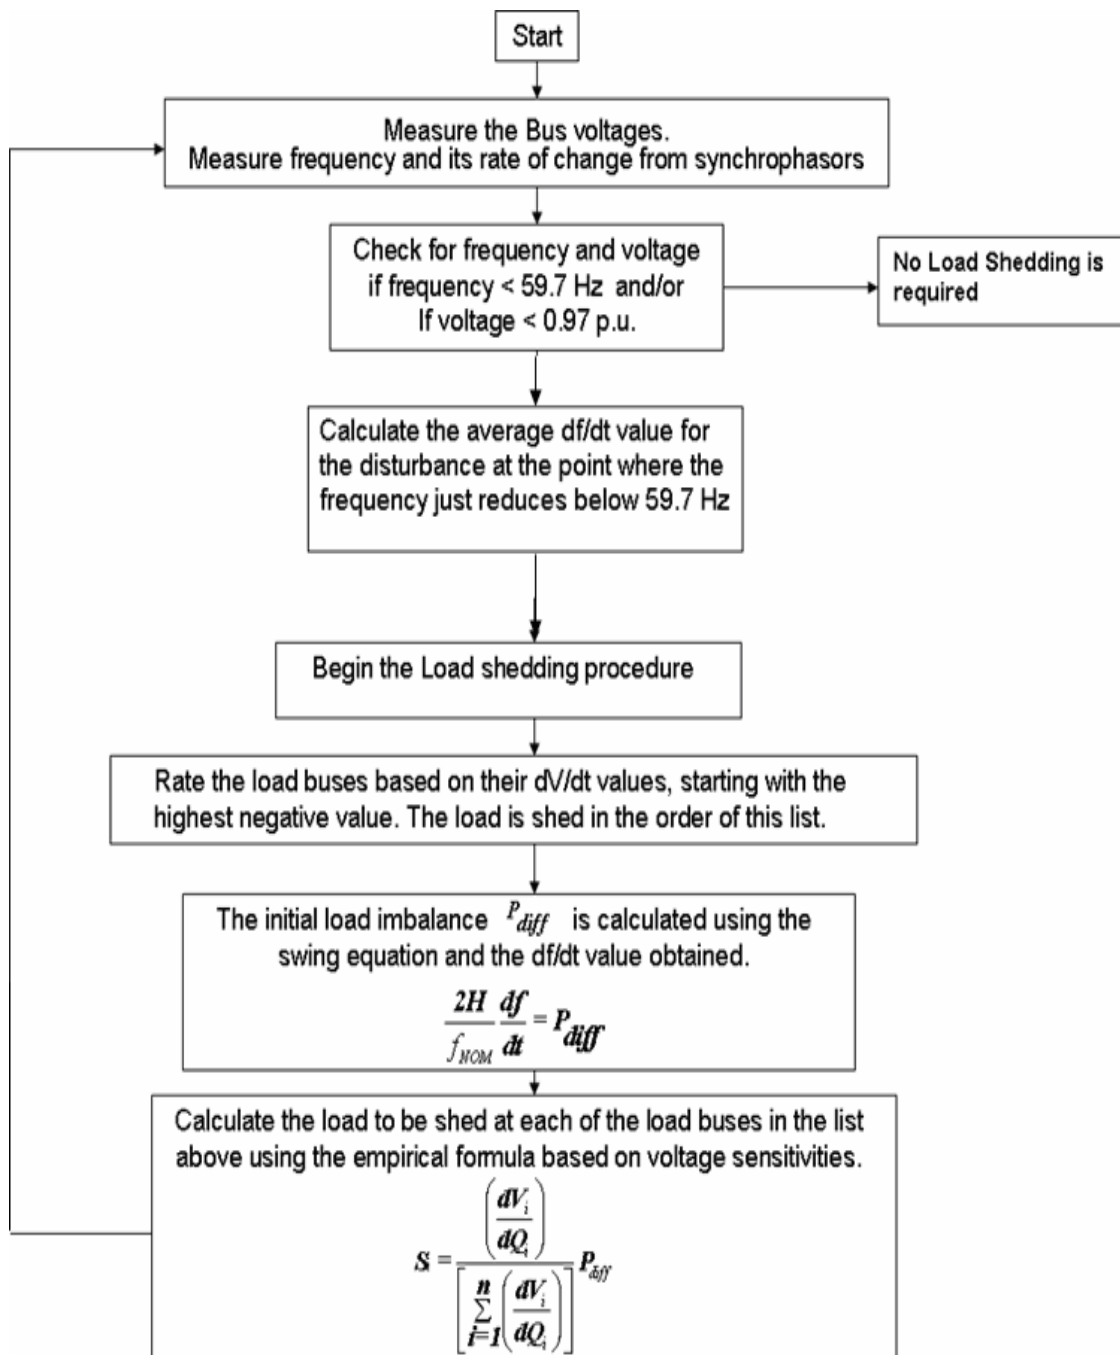 Start
Measure the Bus voltages.
Measure frequency and its rate of change from synchrophasors
Check for frequency and voltage
if frequency < 59.7 Hz and/or
If voltage < 0.97 p.u.
No Load Shedding is
required
Calculate the average df/dt value for
the disturbance at the point where the
frequency just reduces below 59.7 Hz
Begin the Load shedding procedure
Rate the load buses based on their dV/dt values, starting with the
highest negative value. The load is shed in the order of this list.
The initial load imbalance P_diff is calculated using the
swing equation and the df/dt value obtained.
2H/f_NOM df/dt = P_diff
Calculate the load to be shed at each of the load buses in the list
above using the empirical formula based on voltage sensitivities.
S_i = (dV_i/dQ_i) / [∑_{i=1}^{n} (dV_i/dQ_i)] P_diff